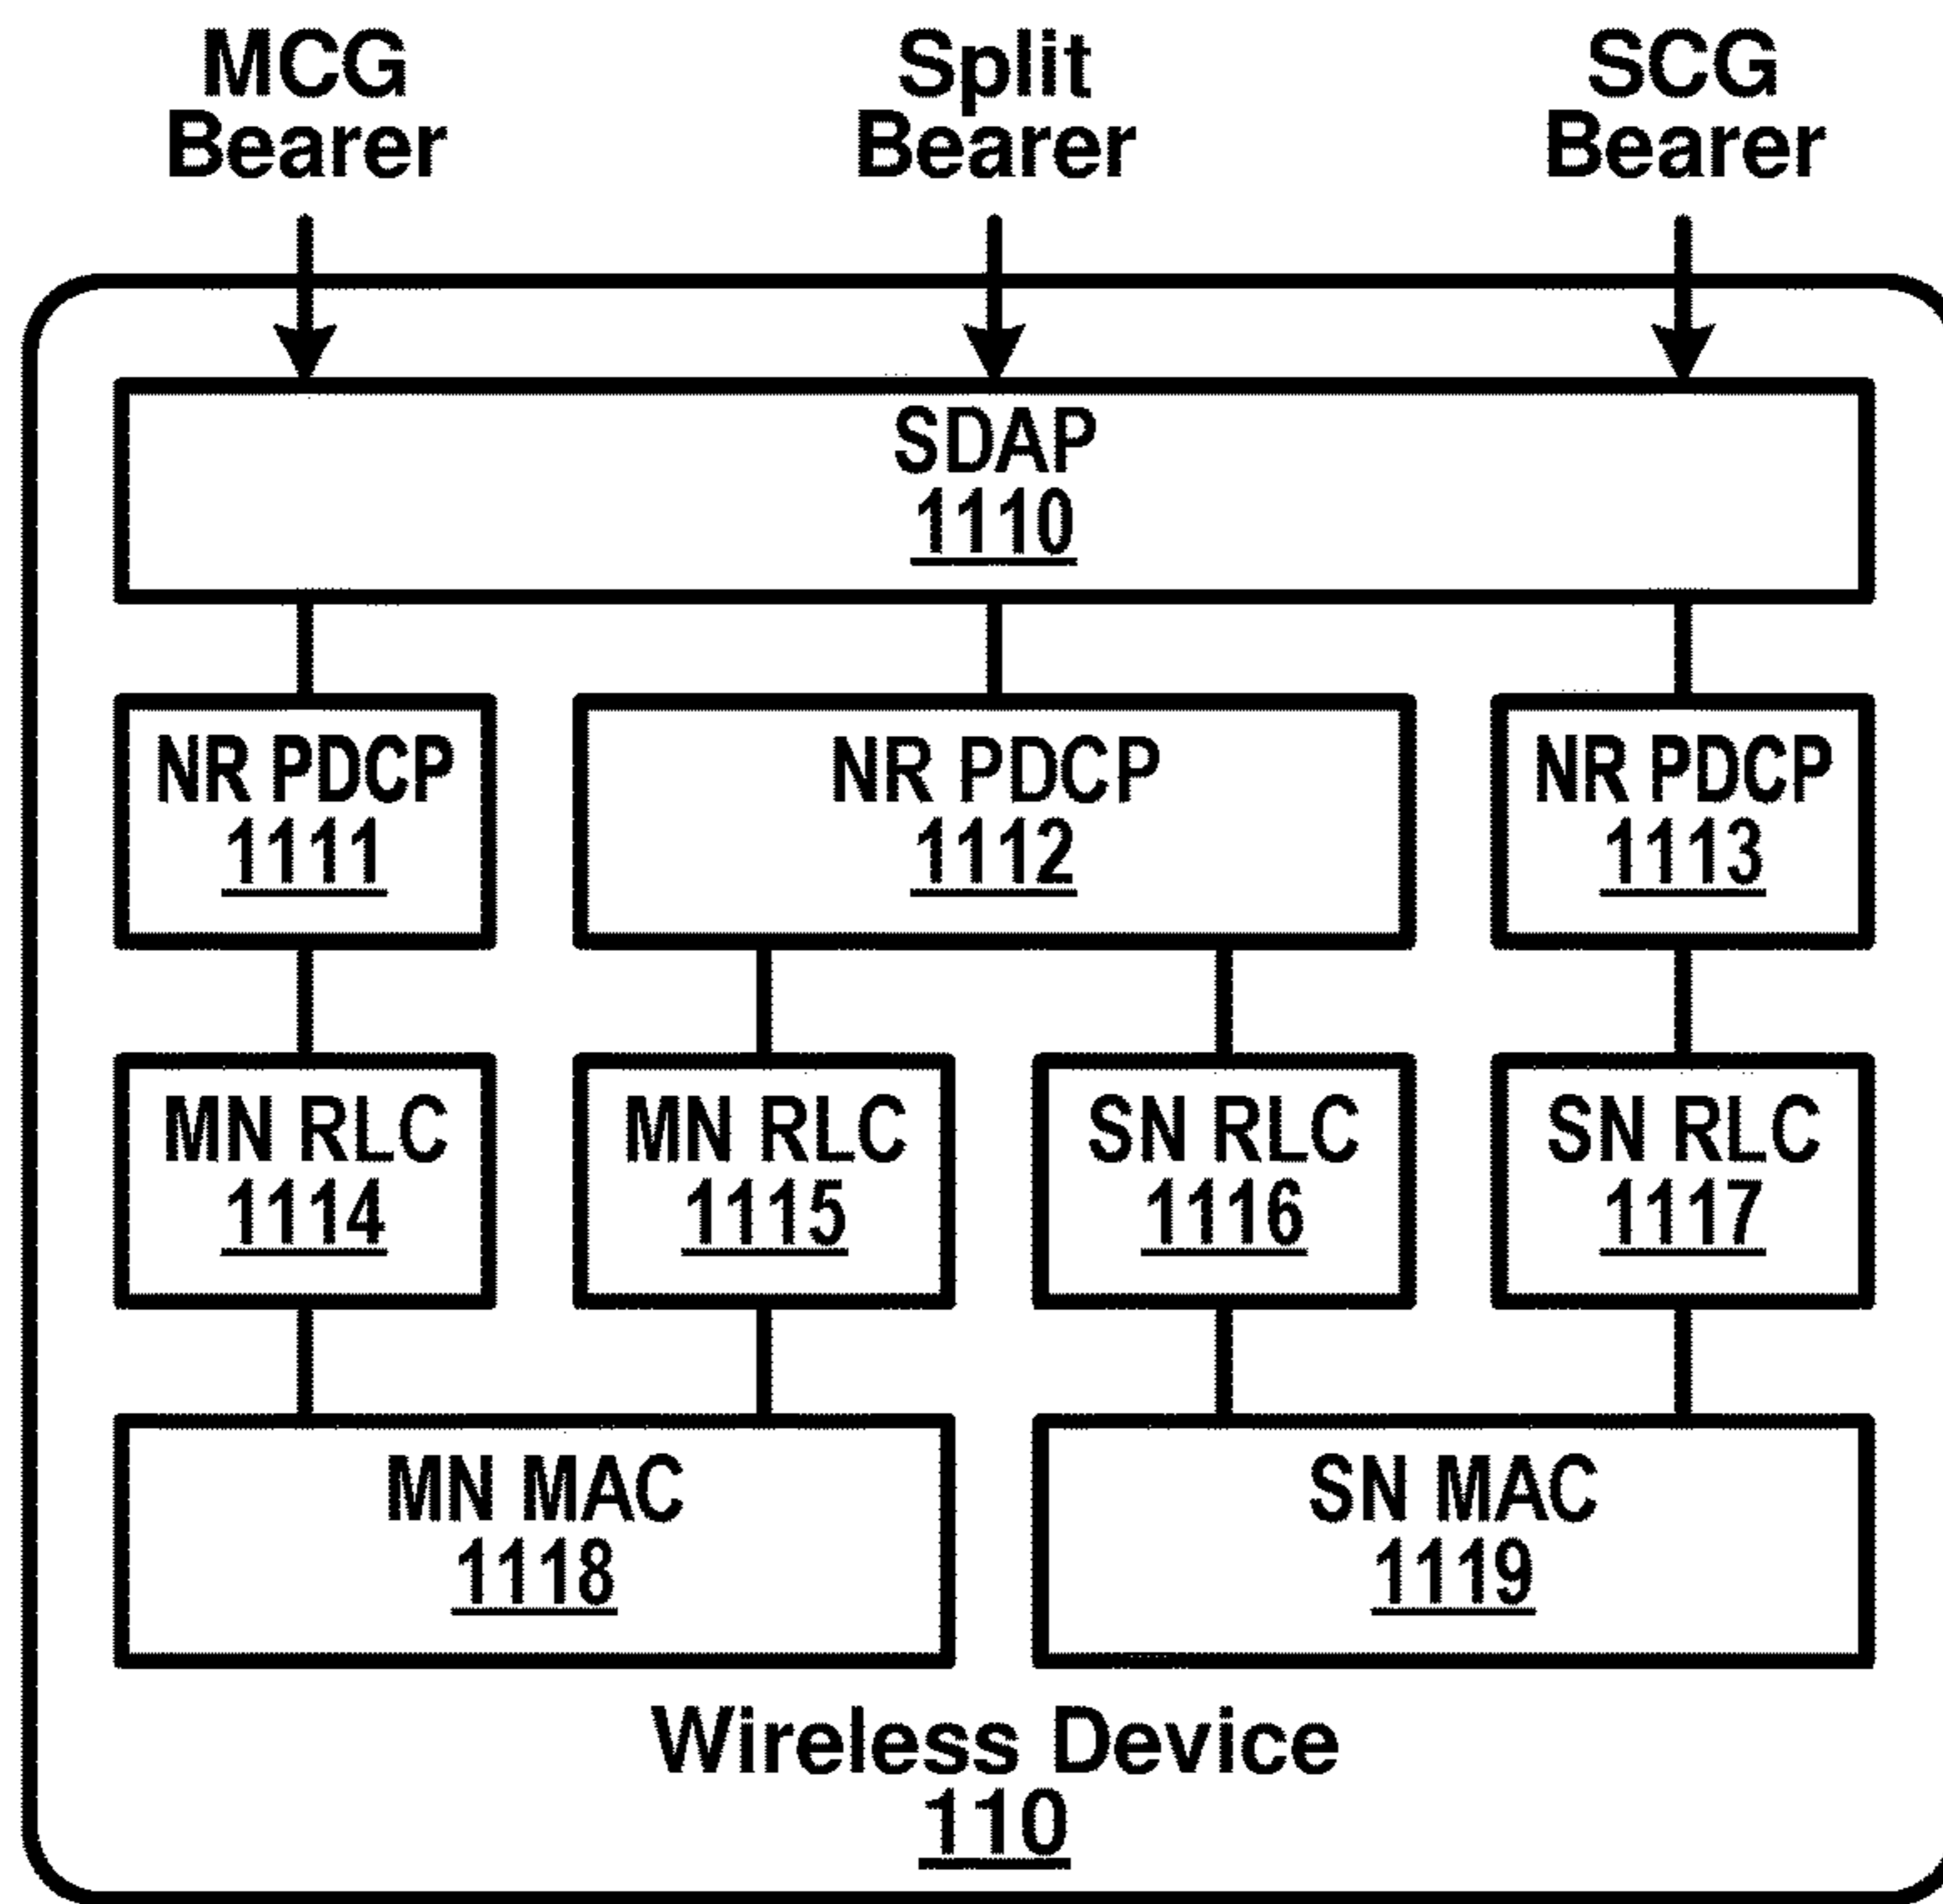 MCG Split SCG
Bearer Bearer Bearer
SDAP
1110
NR PDCP NR PDCP NR PDCP
1111 1112 1113
MN RLC MN RLC SN RLC SN RLC
1114 1115 1116 1117
MN MAC SN MAC
1118 1119
Wireless Device
110